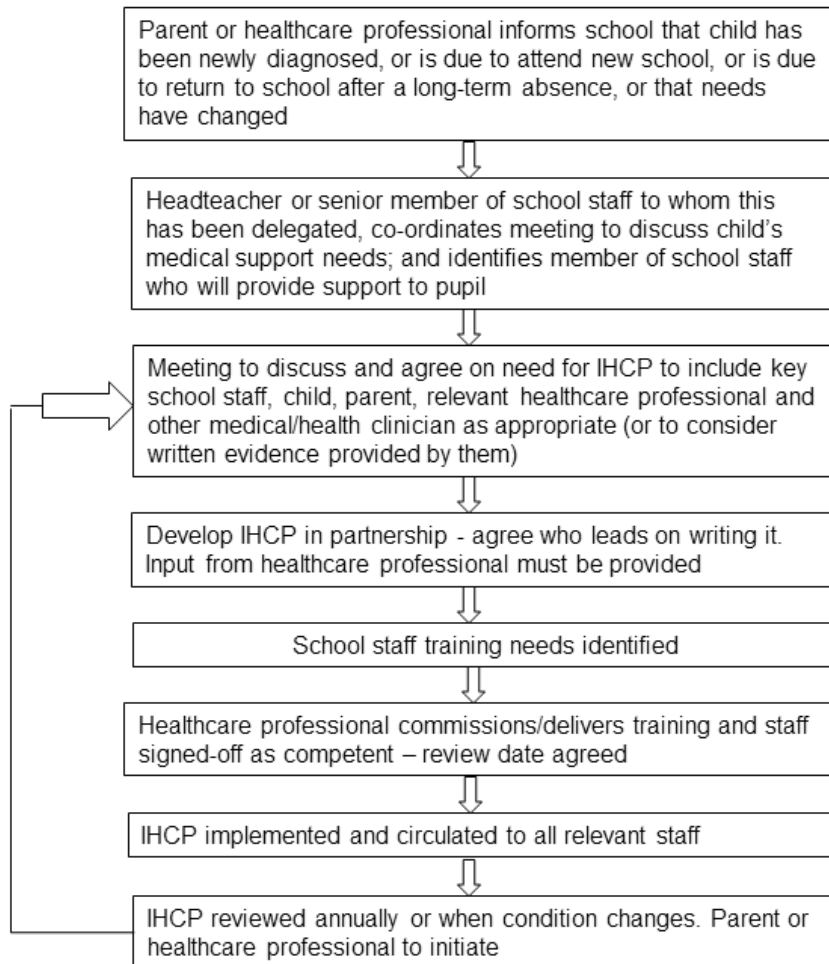 Parent or healthcare professional informs school that child has
been newly diagnosed, or is due to attend new school, or is due
to return to school after a long-term absence, or that needs
have changed
Headteacher or senior member of school staff to whom this
has been delegated, co-ordinates meeting to discuss child's
medical support needs; and identifies member of school staff
who will provide support to pupil
Meeting to discuss and agree on need for IHCP to include key
school staff, child, parent, relevant healthcare professional and
other medical/health clinician as appropriate (or to consider
written evidence provided by them)
Develop IHCP in partnership - agree who leads on writing it.
Input from healthcare professional must be provided
School staff training needs identified
Healthcare professional commissions/delivers training and staff
signed-off as competent – review date agreed
IHCP implemented and circulated to all relevant staff
IHCP reviewed annually or when condition changes. Parent or
healthcare professional to initiate